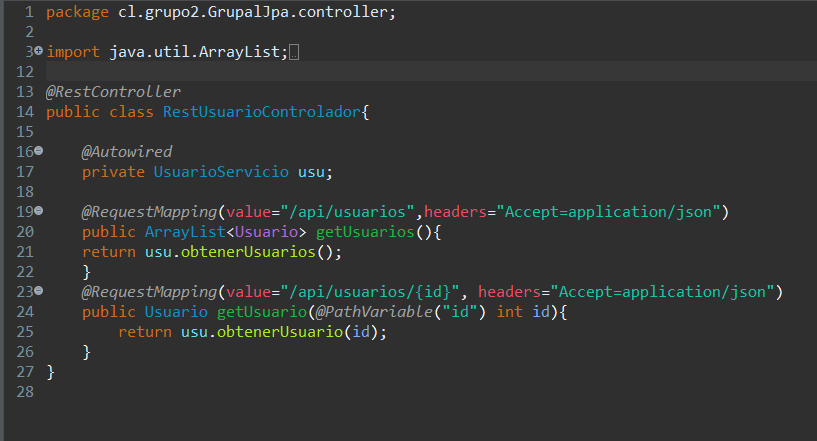 1 package cl.grupo2.GrupalJpa.controller;
2
3 import java.util.ArrayList;
12
13 @RestController
14 public class RestUsuarioControlador{
15
16     @Autowired
17     private UsuarioServicio usu;
18
19     @RequestMapping(value="/api/usuarios",headers="Accept=application/json")
20     public ArrayList<Usuario> getUsuarios(){
21     return usu.obtenerUsuarios();
22     }
23     @RequestMapping(value="/api/usuarios/{id}", headers="Accept=application/json")
24     public Usuario getUsuario(@PathVariable("id") int id){
25         return usu.obtenerUsuario(id);
26     }
27 }
28